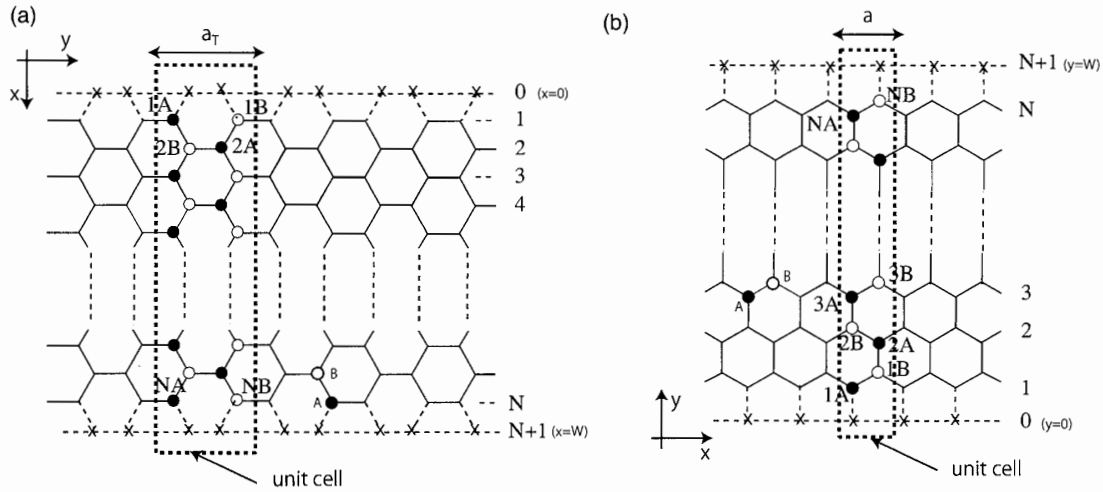 (a)
a_T
y
x
0 (x=0)
1A 1B
1
2B 2A
2
3
4
B
NA NB
A
N
N+1 (x=W)
unit cell
(b)
a
N+1 (y=W)
NB
NA
N
3B
B
A
3A
3
2
2B 2A
1B
1A
1
y
0 (y=0)
x
unit cell